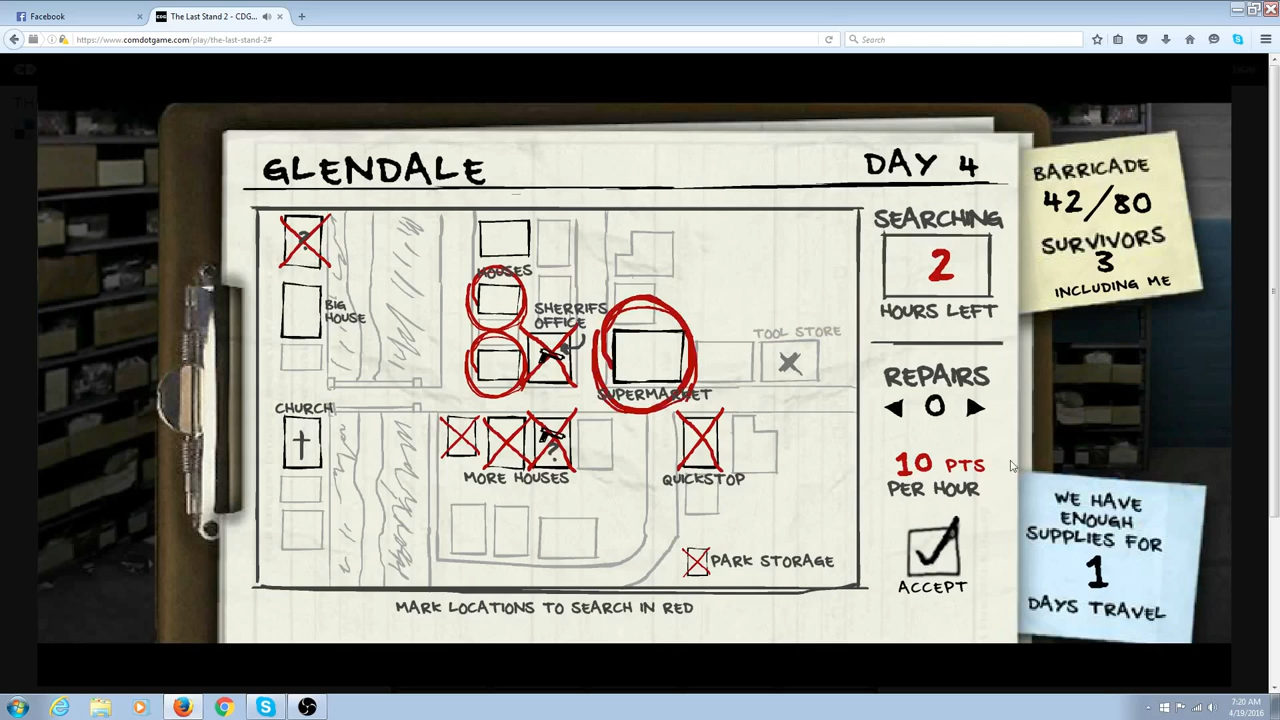 Facebook
The Last Stand 2 - CDG...
https://www.comdotgame.com/play/the-last-stand-2#
Search
GLENDALE
DAY 4
?
BIG
HOUSE
HOUSES
SHERRIFS
OFFICE
SUPERMARKET
TOOL STORE
CHURCH
?
MORE HOUSES
QUICKSTOP
PARK STORAGE
MARK LOCATIONS TO SEARCH IN RED
SEARCHING
2
HOURS LEFT
REPAIRS
0
10 PTS
PER HOUR
ACCEPT
BARRICADE
42/80
SURVIVORS
3
INCLUDING ME
WE HAVE
ENOUGH
SUPPLIES FOR
1
DAYS TRAVEL
7:20 AM
4/19/2016